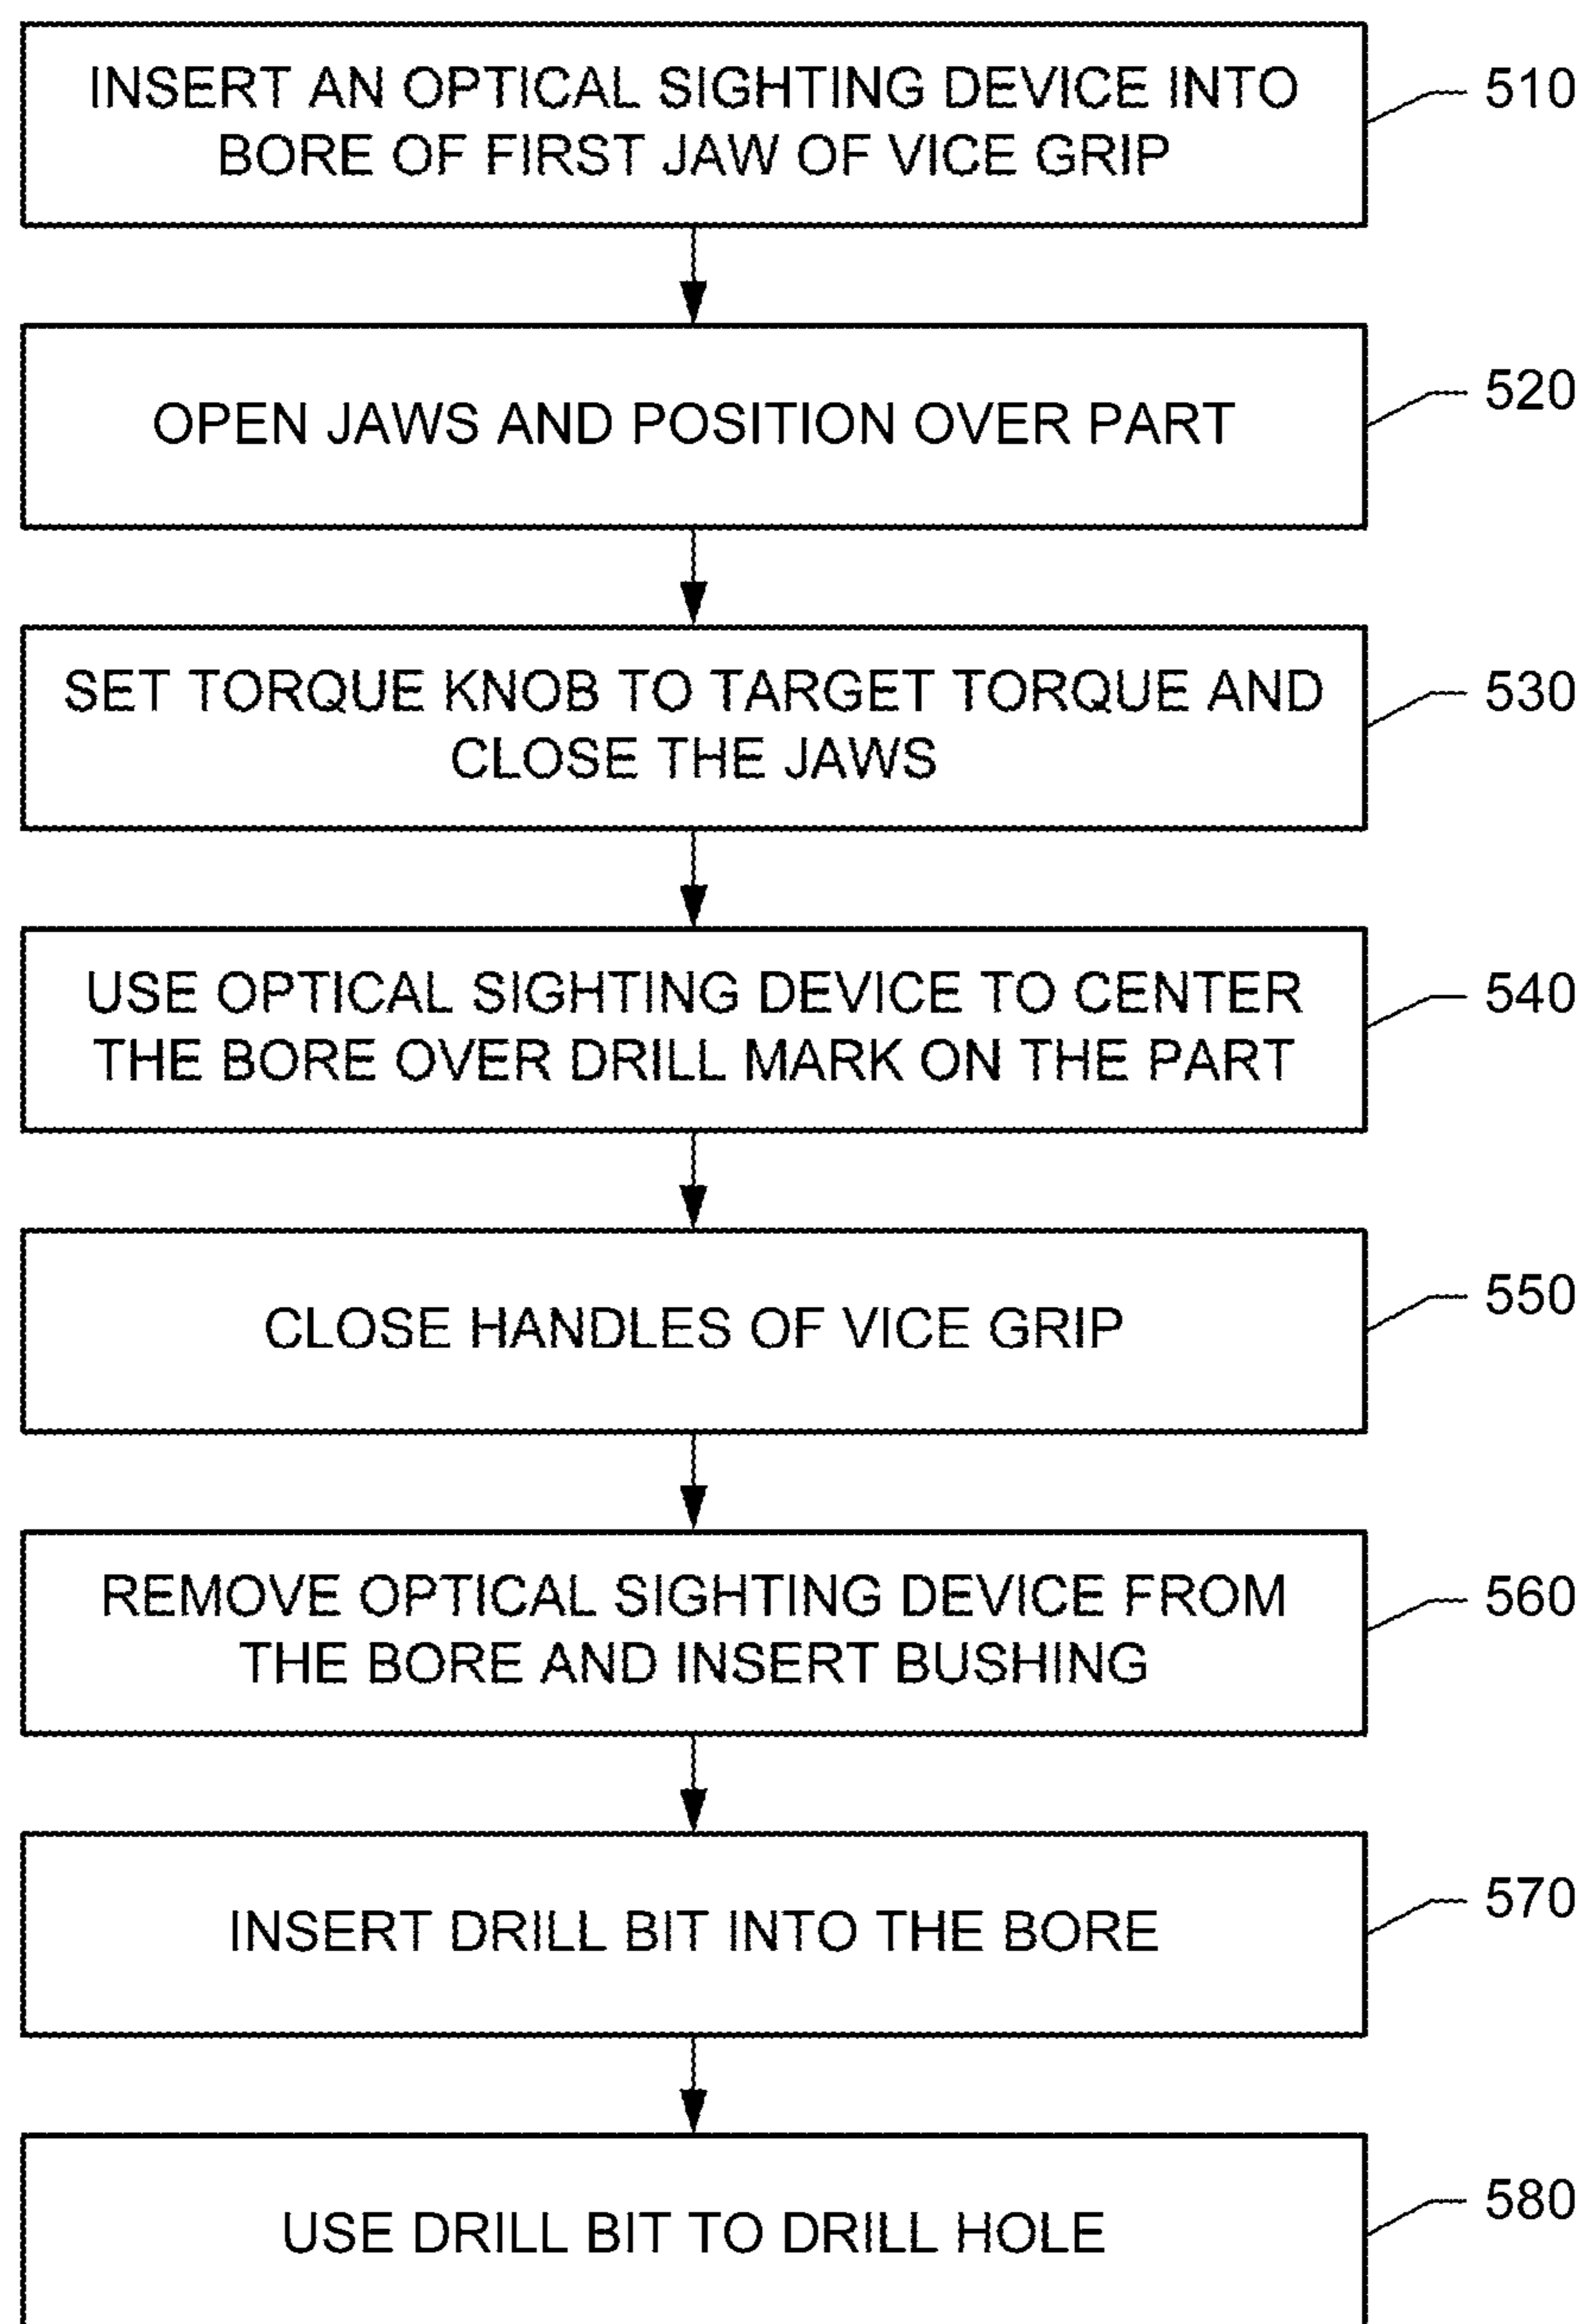 INSERT AN OPTICAL SIGHTING DEVICE INTO
BORE OF FIRST JAW OF VICE GRIP
510
OPEN JAWS AND POSITION OVER PART
520
SET TORQUE KNOB TO TARGET TORQUE AND
CLOSE THE JAWS
530
USE OPTICAL SIGHTING DEVICE TO CENTER
THE BORE OVER DRILL MARK ON THE PART
540
CLOSE HANDLES OF VICE GRIP
550
REMOVE OPTICAL SIGHTING DEVICE FROM
THE BORE AND INSERT BUSHING
560
INSERT DRILL BIT INTO THE BORE
570
USE DRILL BIT TO DRILL HOLE
580